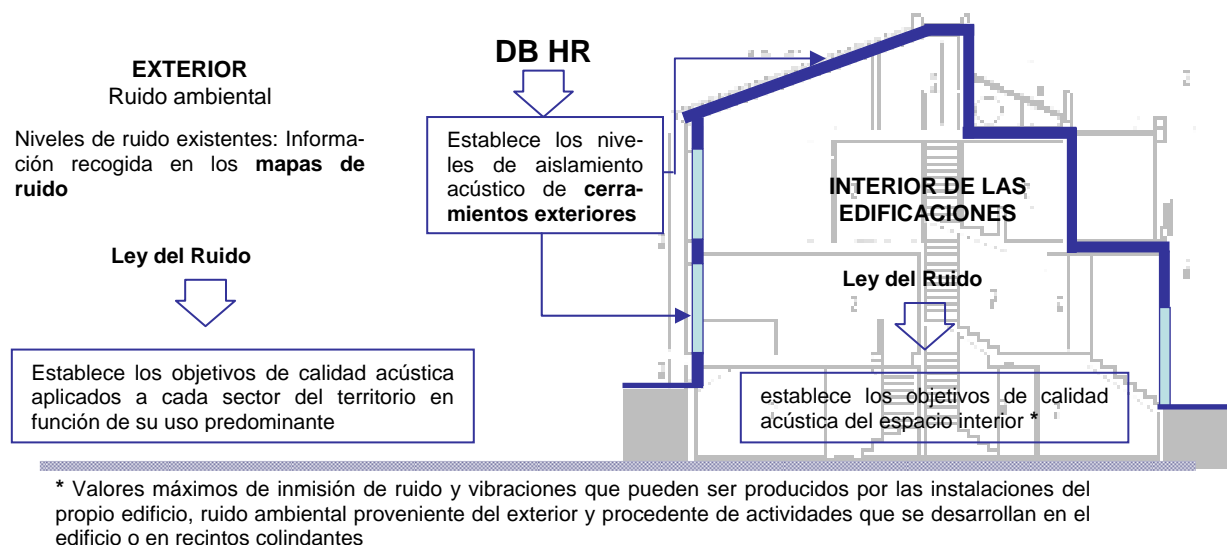 EXTERIOR
Ruido ambiental
Niveles de ruido existentes: Informa-
ción recogida en los mapas de
ruido
Ley del Ruido
Establece los objetivos de calidad acústica
aplicados a cada sector del territorio en
función de su uso predominante
DB HR
Establece los nive-
les de aislamiento
acústico de cerra-
mientos exteriores
INTERIOR DE LAS
EDIFICACIONES
Ley del Ruido
establece los objetivos de calidad
acústica del espacio interior *
* Valores máximos de inmisión de ruido y vibraciones que pueden ser producidos por las instalaciones del
propio edificio, ruido ambiental proveniente del exterior y procedente de actividades que se desarrollan en el
edificio o en recintos colindantes